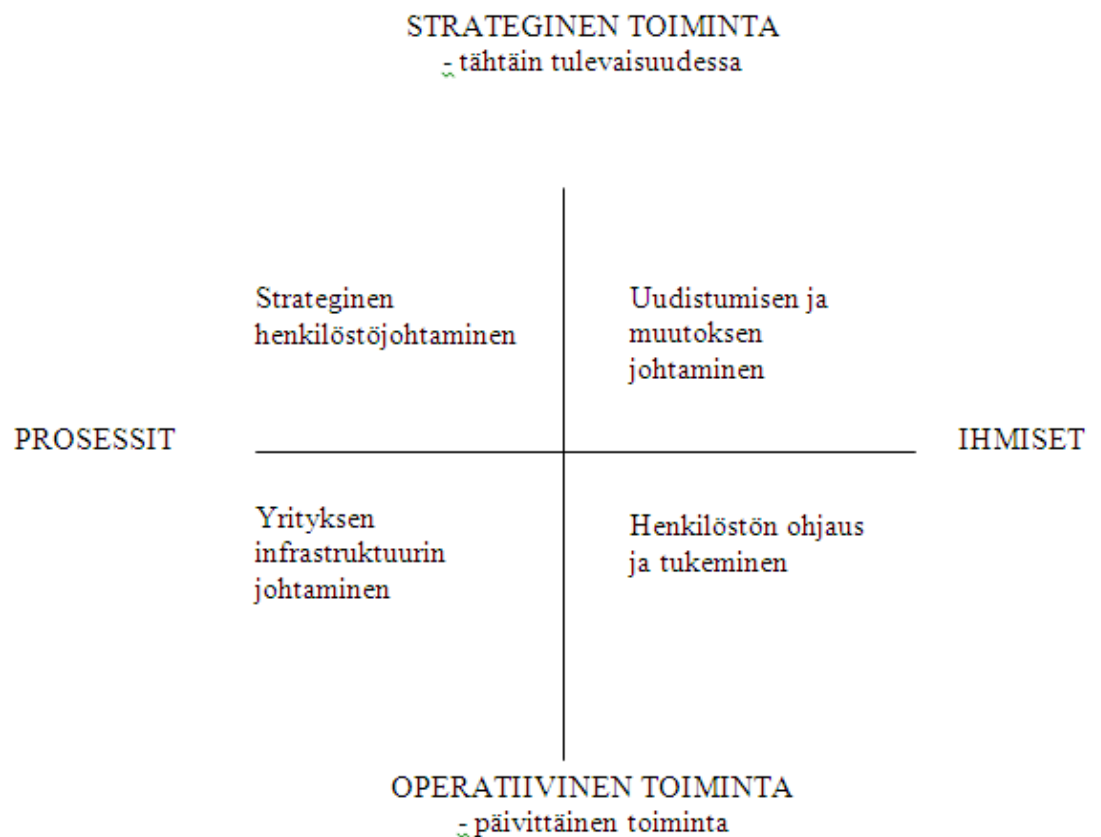 STRATEGINEN TOIMINTA
- tähtäin tulevaisuudessa
Strateginen
henkilöstöjohtaminen
Uudistumisen ja
muutoksen
johtaminen
PROSESSIT
IHMISET
Yrityksen
infrastruktuurin
johtaminen
Henkilöstön ohjaus
ja tukeminen
OPERATIIVINEN TOIMINTA
- päivittäinen toiminta